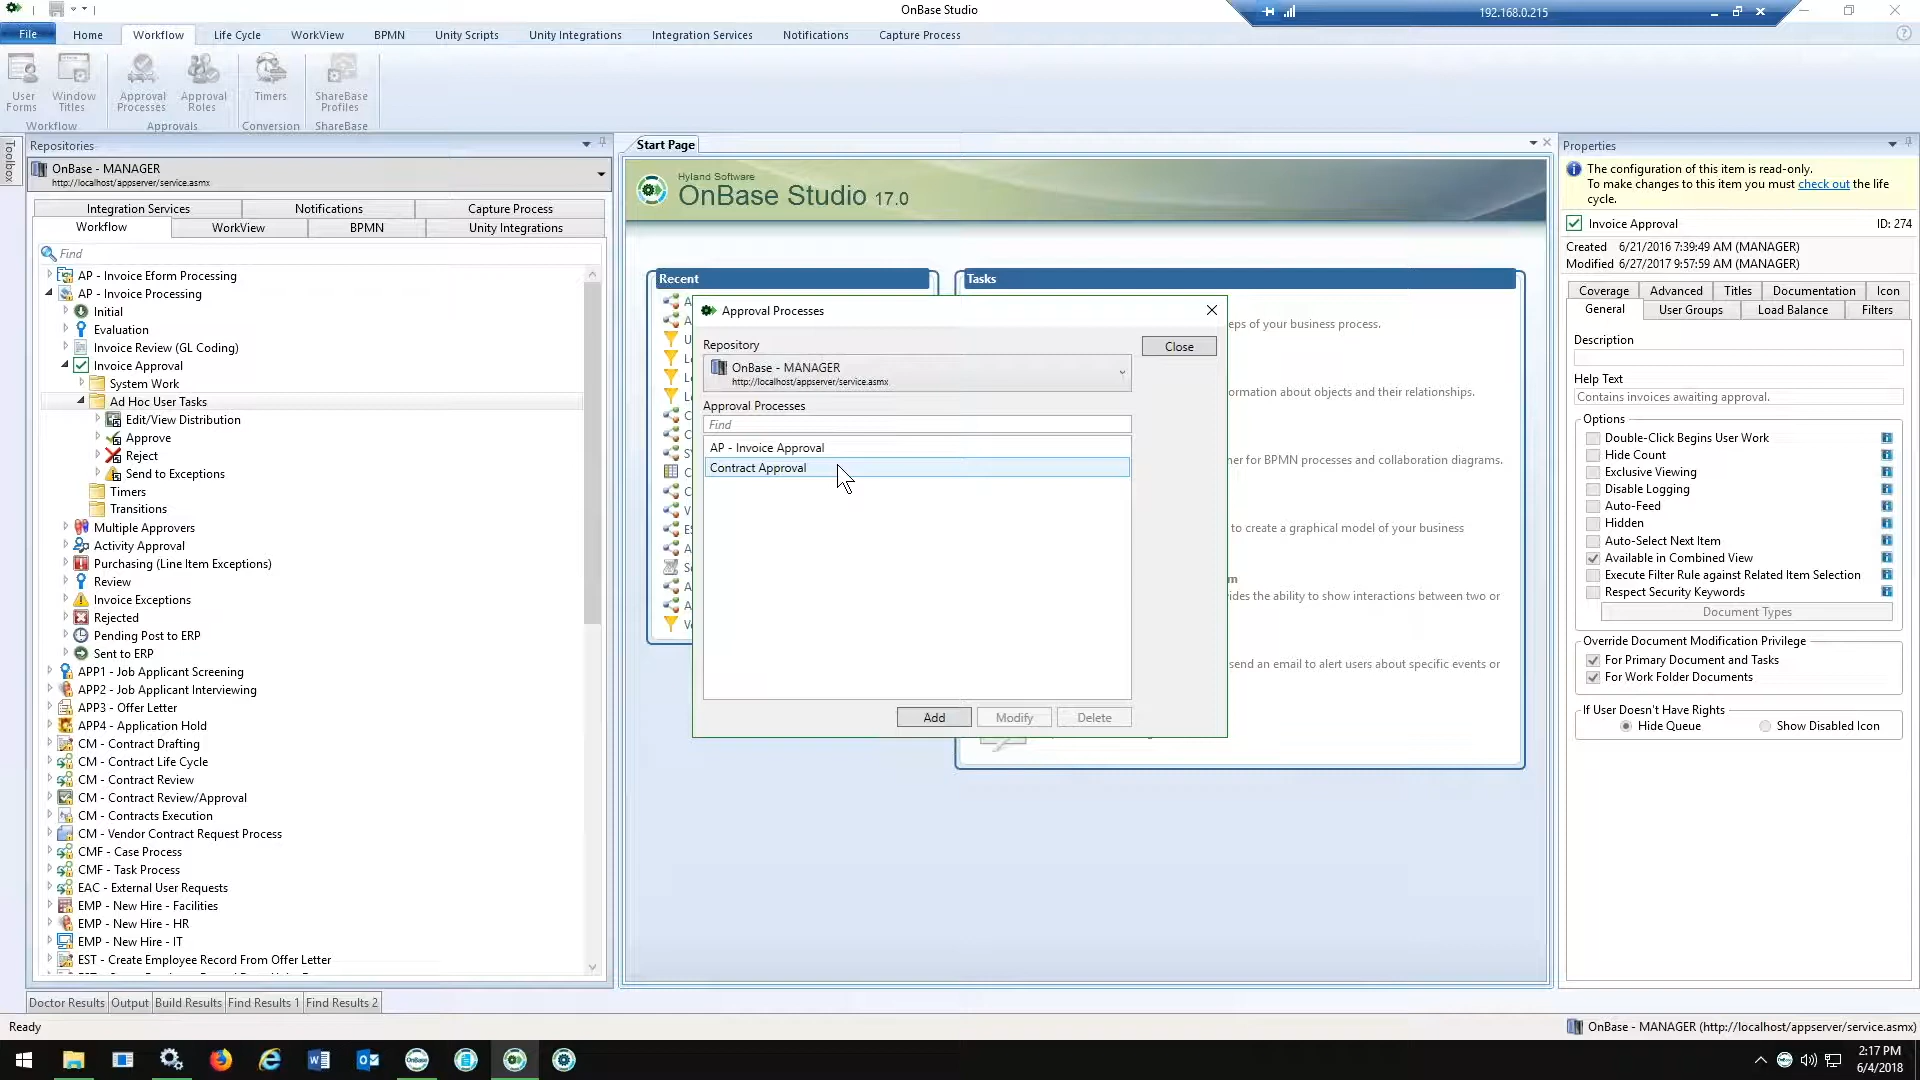 OnBase Studio
192.168.0.215
File
Home
Workflow
Life Cycle
WorkView
BPMN
Unity Scripts
Unity Integrations
Integration Services
Notifications
Capture Process
User Forms
Window Titles
Approval Processes
Approval Roles
Timers
ShareBase Profiles
Workflow
Approvals
Conversion
ShareBase
Toolbox
Repositories
OnBase - MANAGER
http://localhost/appserver/service.asmx
Integration Services
Notifications
Capture Process
Workflow
WorkView
BPMN
Unity Integrations
Find
AP - Invoice Eform Processing
AP - Invoice Processing
Initial
Evaluation
Invoice Review (GL Coding)
Invoice Approval
System Work
Ad Hoc User Tasks
Edit/View Distribution
Approve
Reject
Send to Exceptions
Timers
Transitions
Multiple Approvers
Activity Approval
Purchasing (Line Item Exceptions)
Review
Invoice Exceptions
Rejected
Pending Post to ERP
Sent to ERP
APP1 - Job Applicant Screening
APP2 - Job Applicant Interviewing
APP3 - Offer Letter
APP4 - Application Hold
CM - Contract Drafting
CM - Contract Life Cycle
CM - Contract Review
CM - Contract Review/Approval
CM - Contracts Execution
CM - Vendor Contract Request Process
CMF - Case Process
CMF - Task Process
EAC - External User Requests
EMP - New Hire - Facilities
EMP - New Hire - HR
EMP - New Hire - IT
EST - Create Employee Record From Offer Letter
Start Page
Hyland Software
OnBase Studio 17.0
Recent
Tasks
eps of your business process.
ormation about objects and their relationships.
ner for BPMN processes and collaboration diagrams.
to create a graphical model of your business
m
vides the ability to show interactions between two or
send an email to alert users about specific events or
Approval Processes
Repository
OnBase - MANAGER
http://localhost/appserver/service.asmx
Close
Approval Processes
Find
AP - Invoice Approval
Contract Approval
Add
Modify
Delete
Properties
The configuration of this item is read-only.
To make changes to this item you must check out the life
cycle.
Invoice Approval
ID: 274
Created 6/21/2016 7:39:49 AM (MANAGER)
Modified 6/27/2017 9:57:59 AM (MANAGER)
Coverage
Advanced
Titles
Documentation
Icon
General
User Groups
Load Balance
Filters
Description
Help Text
Contains invoices awaiting approval.
Options
Double-Click Begins User Work
Hide Count
Exclusive Viewing
Disable Logging
Auto-Feed
Hidden
Auto-Select Next Item
Available in Combined View
Execute Filter Rule against Related Item Selection
Respect Security Keywords
Document Types
Override Document Modification Privilege
For Primary Document and Tasks
For Work Folder Documents
If User Doesn't Have Rights
Hide Queue
Show Disabled Icon
Doctor Results
Output
Build Results
Find Results 1
Find Results 2
Ready
OnBase - MANAGER (http://localhost/appserver/service.asmx)
2:17 PM
6/4/2018